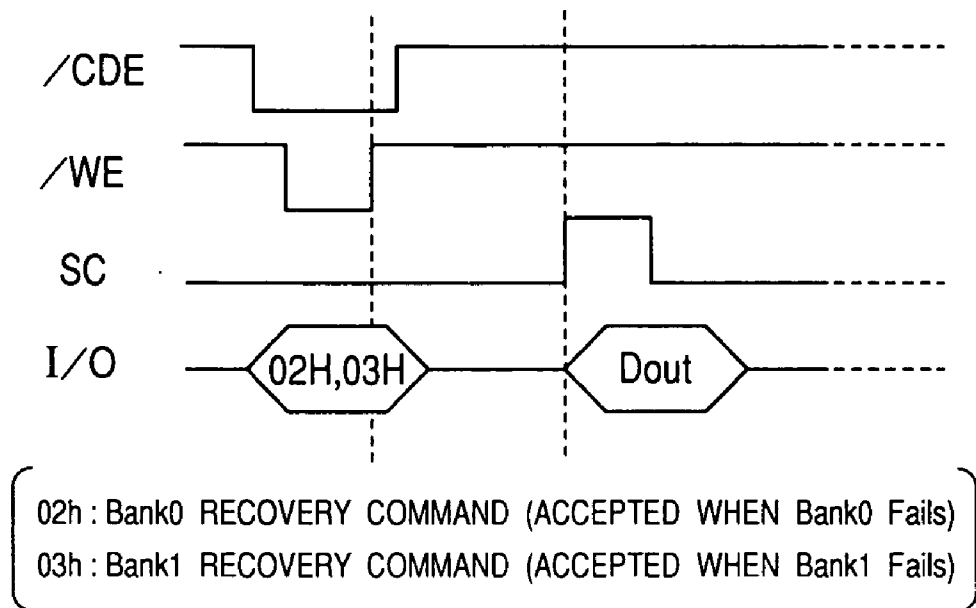 /CDE
/WE
SC
I/O
02H,03H
Dout
02h : Bank0 RECOVERY COMMAND (ACCEPTED WHEN Bank0 Fails)
03h : Bank1 RECOVERY COMMAND (ACCEPTED WHEN Bank1 Fails)